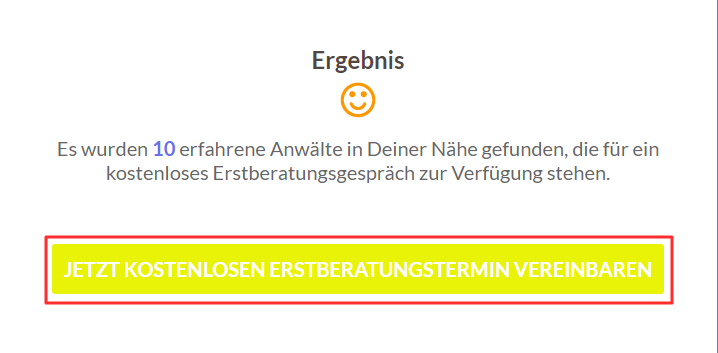 Ergebnis
Es wurden 10 erfahrene Anwälte in Deiner Nähe gefunden, die für ein
kostenloses Erstberatungsgespräch zur Verfügung stehen.
JETZT KOSTENLOSEN ERSTBERATUNGSTERMIN VEREINBAREN